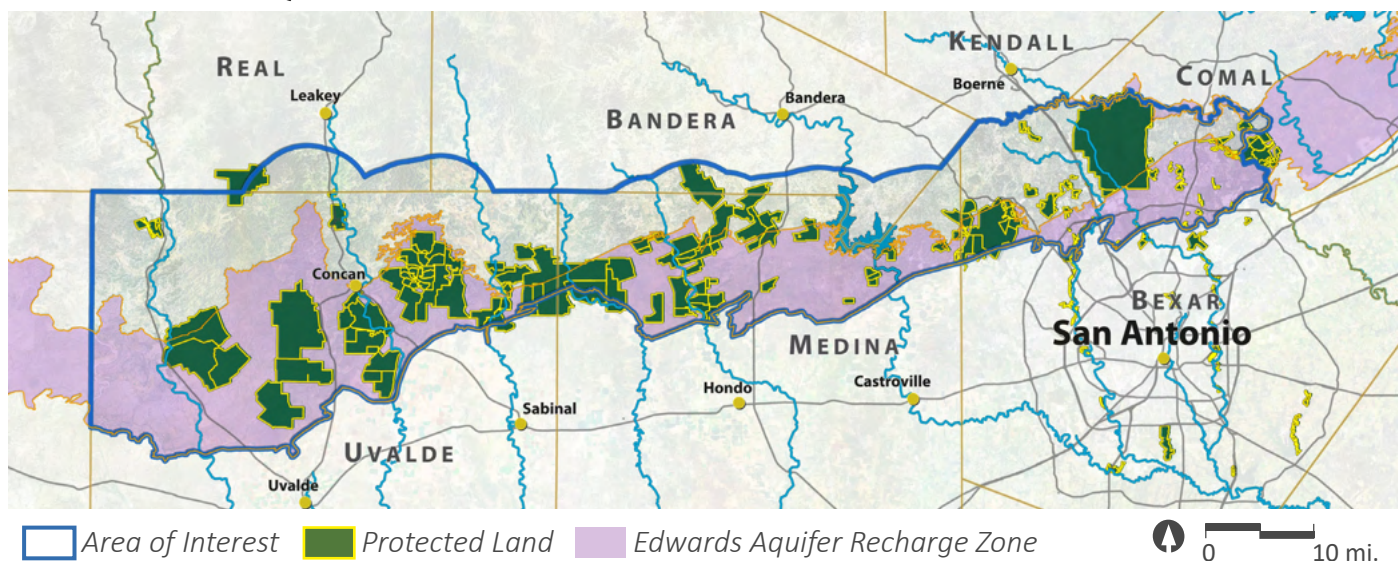 KENDALL
REAL
COMAL
Boerne
Leakey
Bandera
BANDERA
Concan
BEXAR
San Antonio
MEDINA
Hondo
Castroville
Sabinal
UVALDE
Uvalde
Area of Interest
Protected Land
Edwards Aquifer Recharge Zone
0
10 mi.